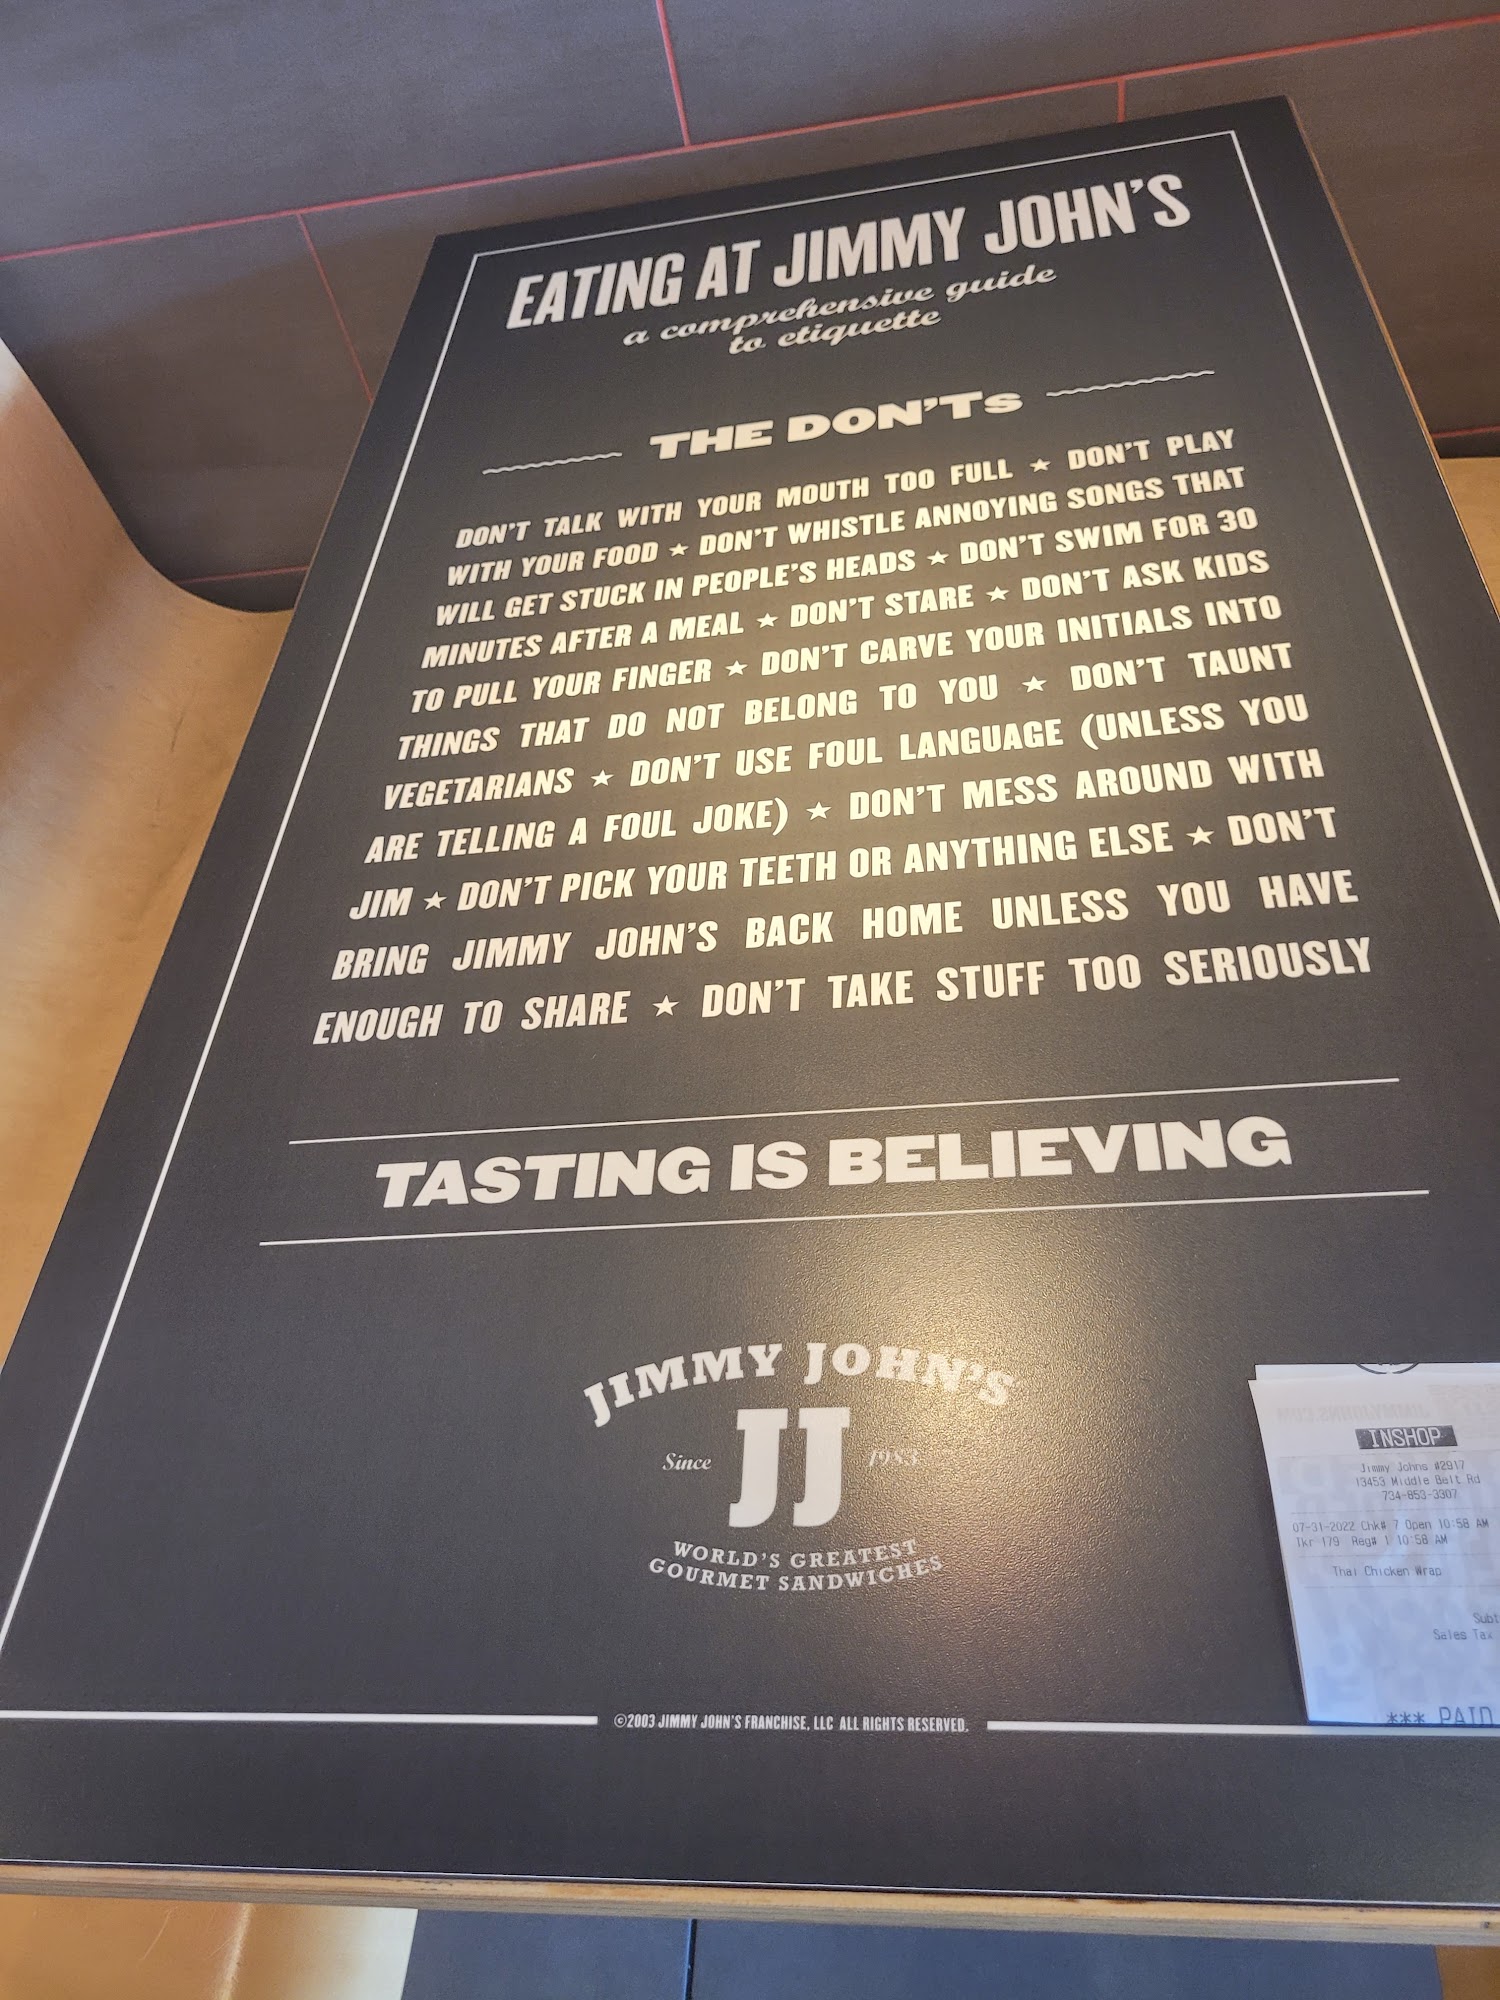 EATING AT JIMMY JOHN'S
a comprehensive guide
to etiquette
THE DON'Ts
DON'T TALK WITH YOUR MOUTH TOO FULL ★ DON'T PLAY
WITH YOUR FOOD ★ DON'T WHISTLE ANNOYING SONGS THAT
WILL GET STUCK IN PEOPLE'S HEADS ★ DON'T SWIM FOR 30
MINUTES AFTER A MEAL ★ DON'T STARE ★ DON'T ASK KIDS
TO PULL YOUR FINGER ★ DON'T CARVE YOUR INITIALS INTO
THINGS THAT DO NOT BELONG TO YOU ★ DON'T TAUNT
VEGETARIANS ★ DON'T USE FOUL LANGUAGE (UNLESS YOU
ARE TELLING A FOUL JOKE) ★ DON'T MESS AROUND WITH
JIM ★ DON'T PICK YOUR TEETH OR ANYTHING ELSE ★ DON'T
BRING JIMMY JOHN'S BACK HOME UNLESS YOU HAVE
ENOUGH TO SHARE ★ DON'T TAKE STUFF TOO SERIOUSLY
TASTING IS BELIEVING
JIMMY JOHN'S
Since JJ 1983
WORLD'S GREATEST
GOURMET SANDWICHES
©2003 JIMMY JOHN'S FRANCHISE, LLC ALL RIGHTS RESERVED.
INSHOP
Jimmy Johns #2917
13453 Middle Belt Rd
734-853-3307
07-31-2022 Chk# 7 Open 10:58 AM
Tkr 179 Reg# 1 10:58 AM
Thai Chicken Wrap
Subt
Sales Tax
*** PAID